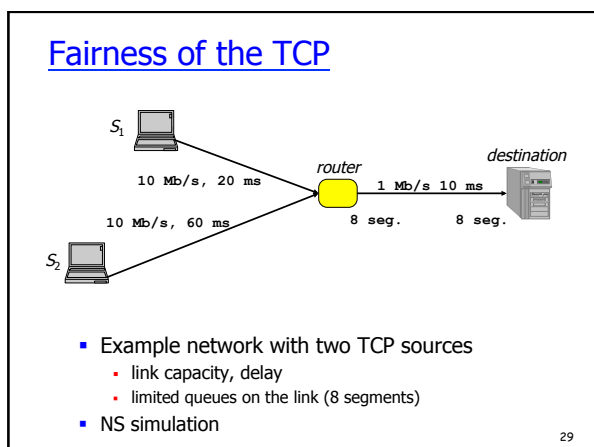 Fairness of the TCP
S1
router
destination
10 Mb/s, 20 ms
1 Mb/s 10 ms
10 Mb/s, 60 ms
8 seg.
8 seg.
S2
Example network with two TCP sources
link capacity, delay
limited queues on the link (8 segments)
NS simulation
29